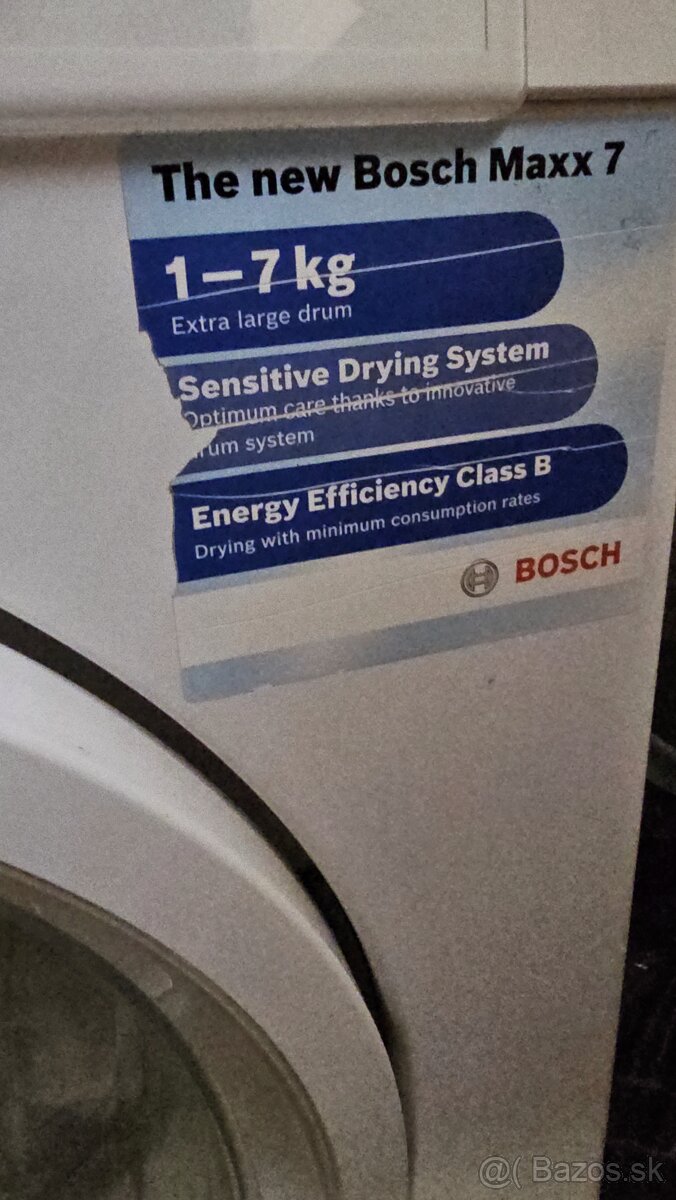 The new Bosch Maxx 7
1–7 kg
Extra large drum
Sensitive Drying System
Optimum care thanks to innovative
rum system
Energy Efficiency Class B
Drying with minimum consumption rates
BOSCH
@( Bazos.sk